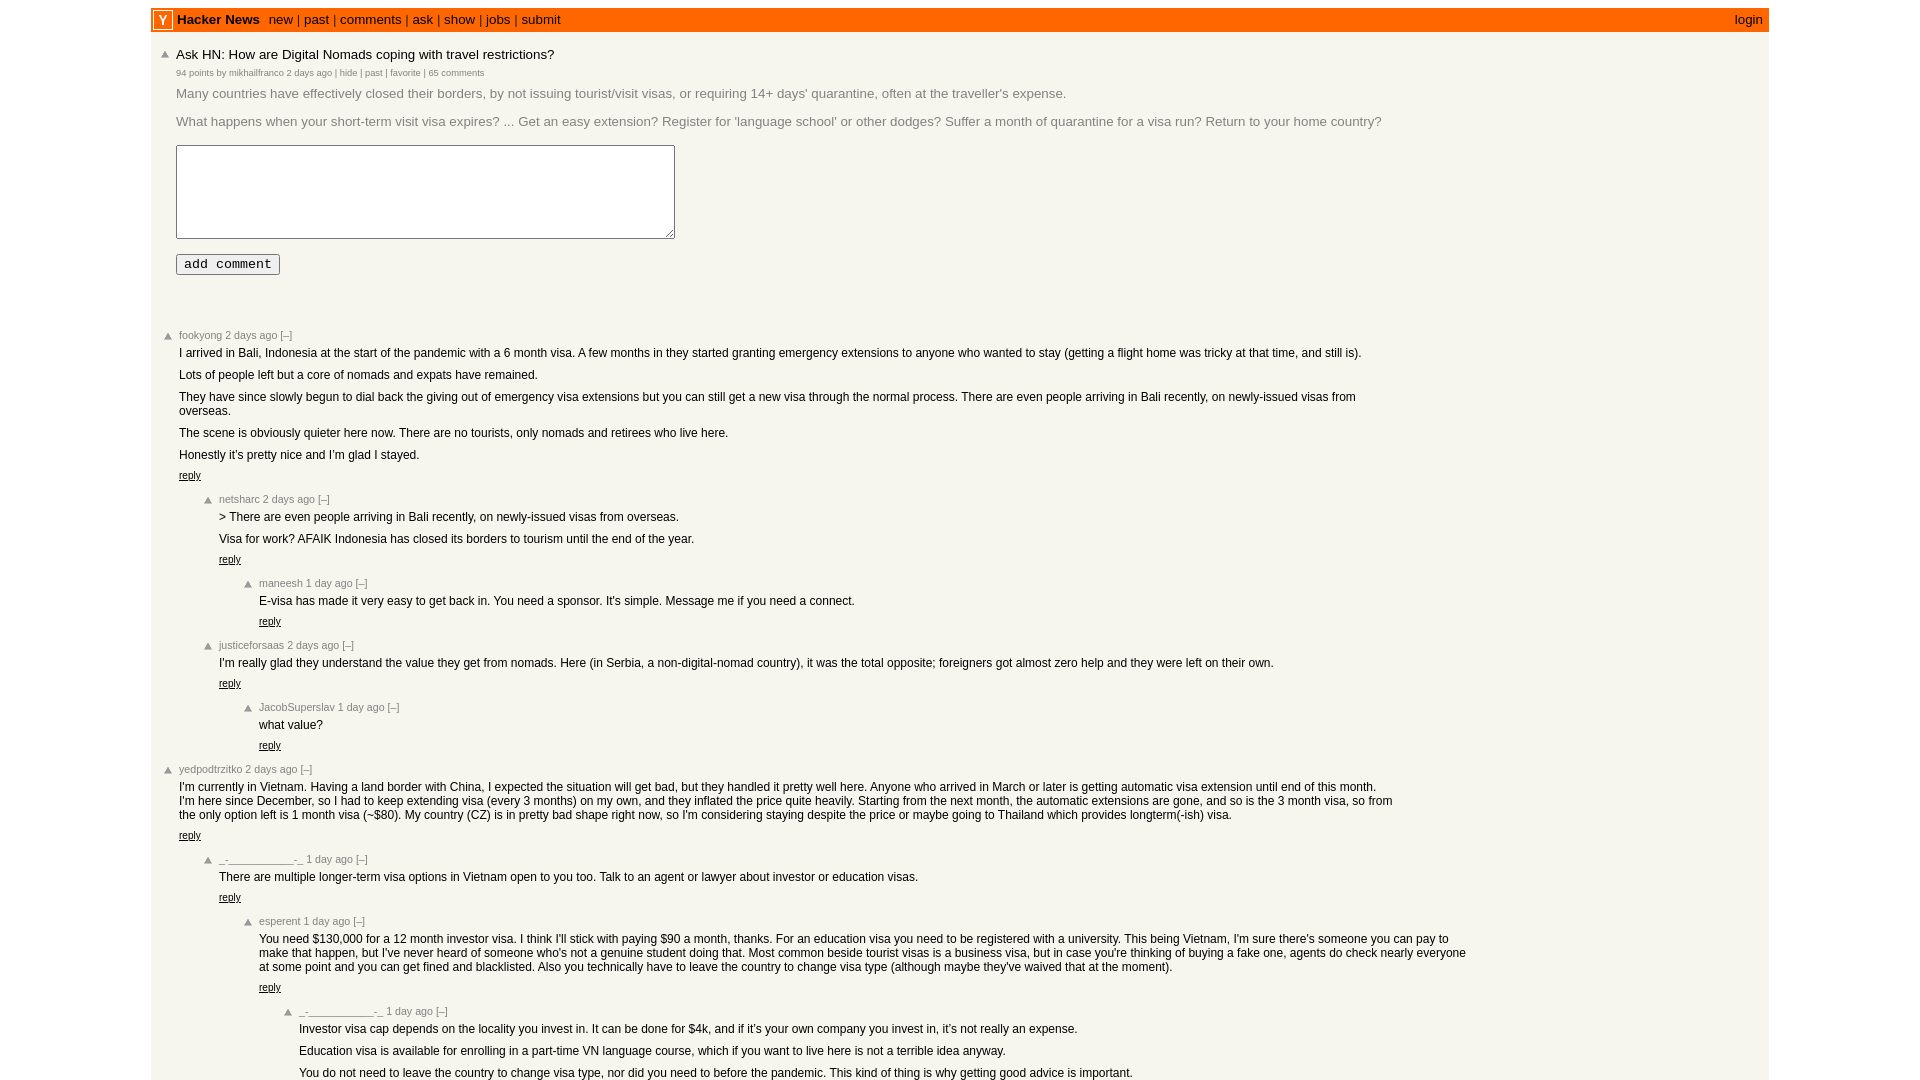 Y Hacker News new | past | comments | ask | show | jobs | submit login
Ask HN: How are Digital Nomads coping with travel restrictions?
94 points by mikhailfranco 2 days ago | hide | past | favorite | 65 comments
Many countries have effectively closed their borders, by not issuing tourist/visit visas, or requiring 14+ days' quarantine, often at the traveller's expense.
What happens when your short-term visit visa expires? ... Get an easy extension? Register for 'language school' or other dodges? Suffer a month of quarantine for a visa run? Return to your home country?
add comment
fookyong 2 days ago [–]
I arrived in Bali, Indonesia at the start of the pandemic with a 6 month visa. A few months in they started granting emergency extensions to anyone who wanted to stay (getting a flight home was tricky at that time, and still is).
Lots of people left but a core of nomads and expats have remained.
They have since slowly begun to dial back the giving out of emergency visa extensions but you can still get a new visa through the normal process. There are even people arriving in Bali recently, on newly-issued visas from
overseas.
The scene is obviously quieter here now. There are no tourists, only nomads and retirees who live here.
Honestly it’s pretty nice and I’m glad I stayed.
reply
netsharc 2 days ago [–]
> There are even people arriving in Bali recently, on newly-issued visas from overseas.
Visa for work? AFAIK Indonesia has closed its borders to tourism until the end of the year.
reply
maneesh 1 day ago [–]
E-visa has made it very easy to get back in. You need a sponsor. It's simple. Message me if you need a connect.
reply
justiceforsaas 2 days ago [–]
I'm really glad they understand the value they get from nomads. Here (in Serbia, a non-digital-nomad country), it was the total opposite; foreigners got almost zero help and they were left on their own.
reply
JacobSuperslav 1 day ago [–]
what value?
reply
yedpodtrzitko 2 days ago [–]
I'm currently in Vietnam. Having a land border with China, I expected the situation will get bad, but they handled it pretty well here. Anyone who arrived in March or later is getting automatic visa extension until end of this month.
I'm here since December, so I had to keep extending visa (every 3 months) on my own, and they inflated the price quite heavily. Starting from the next month, the automatic extensions are gone, and so is the 3 month visa, so from
the only option left is 1 month visa (~$80). My country (CZ) is in pretty bad shape right now, so I'm considering staying despite the price or maybe going to Thailand which provides longterm(-ish) visa.
reply
_-____________-_ 1 day ago [–]
There are multiple longer-term visa options in Vietnam open to you too. Talk to an agent or lawyer about investor or education visas.
reply
esperent 1 day ago [–]
You need $130,000 for a 12 month investor visa. I think I'll stick with paying $90 a month, thanks. For an education visa you need to be registered with a university. This being Vietnam, I'm sure there's someone you can pay to
make that happen, but I've never heard of someone who's not a genuine student doing that. Most common beside tourist visas is a business visa, but in case you're thinking of buying a fake one, agents do check nearly everyone
at some point and you can get fined and blacklisted. Also you technically have to leave the country to change visa type (although maybe they've waived that at the moment).
reply
_-____________-_ 1 day ago [–]
Investor visa cap depends on the locality you invest in. It can be done for $4k, and if it’s your own company you invest in, it’s not really an expense.
Education visa is available for enrolling in a part-time VN language course, which if you want to live here is not a terrible idea anyway.
You do not need to leave the country to change visa type, nor did you need to before the pandemic. This kind of thing is why getting good advice is important.